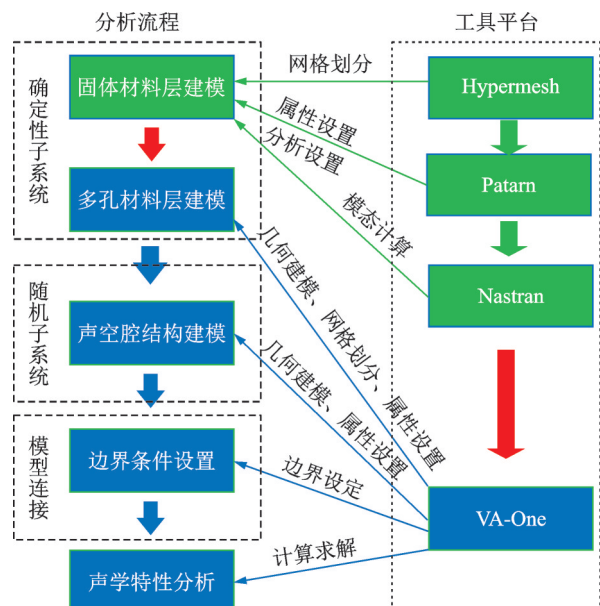 分析流程
工具平台
确定性子系统
固体材料层建模
网格划分
Hypermesh
属性设置
分析设置
Patarn
多孔材料层建模
模态计算
Nastran
随机子系统
声空腔结构建模
几何建模、网格划分、属性设置
几何建模、属性设置
模型连接
边界条件设置
边界设定
VA-One
计算求解
声学特性分析